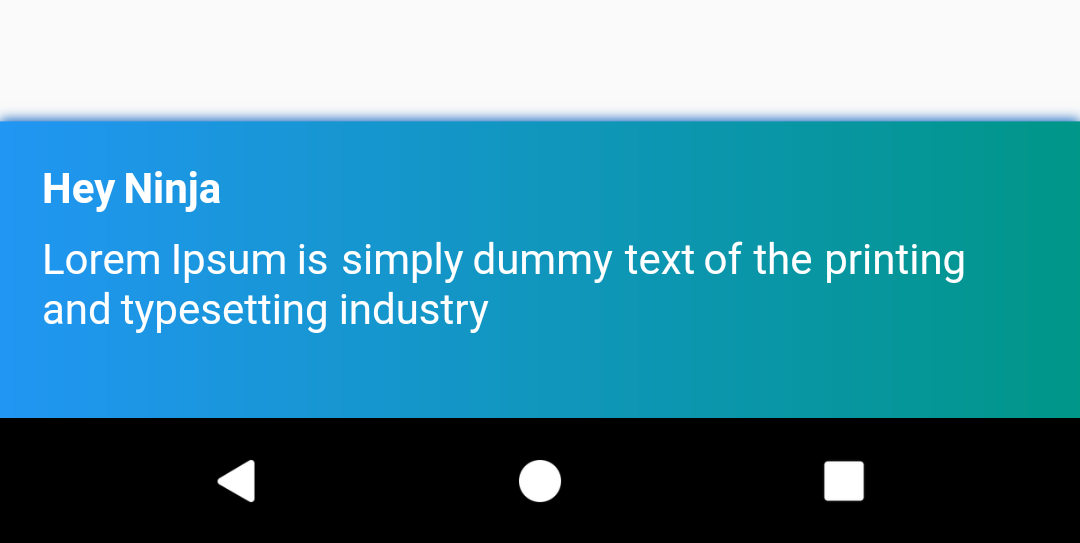 Hey Ninja
Lorem Ipsum is simply dummy text of the printing
and typesetting industry